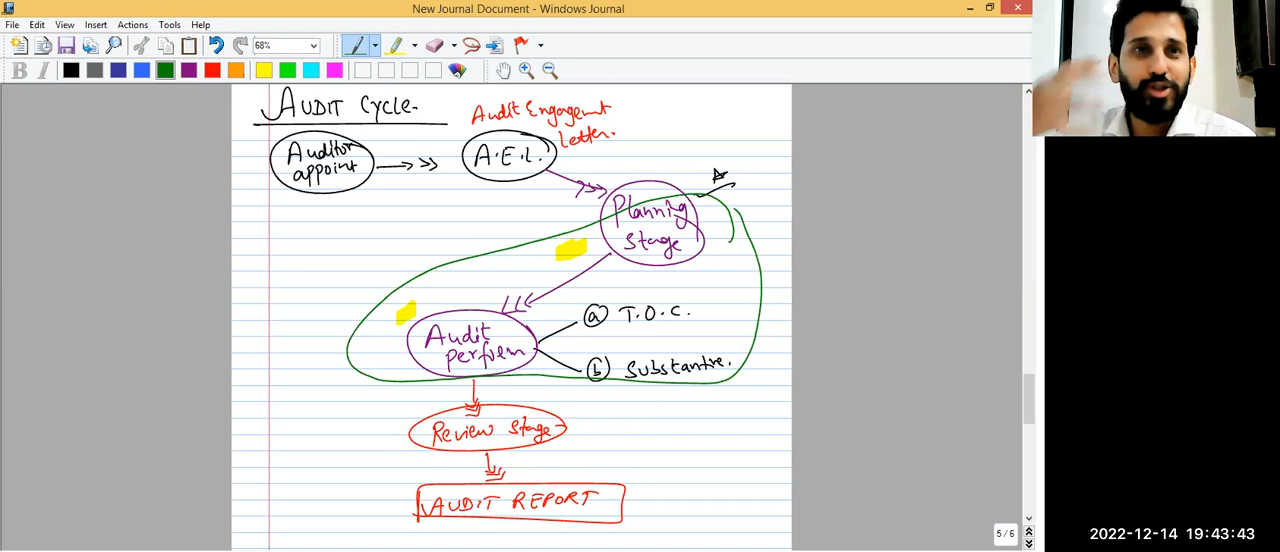 New Journal Document - Windows Journal
File Edit View Insert Actions Tools Help
68%
B I
AUDIT Cycle-
Audit Engagement
Letter.
Auditor
appoint
A.E.L.
Planning
Stage
Audit
perform
(a) T.O.C.
(b) Substantive.
Review Stage
AUDIT REPORT
5 / 6
2022-12-14 19:43:43